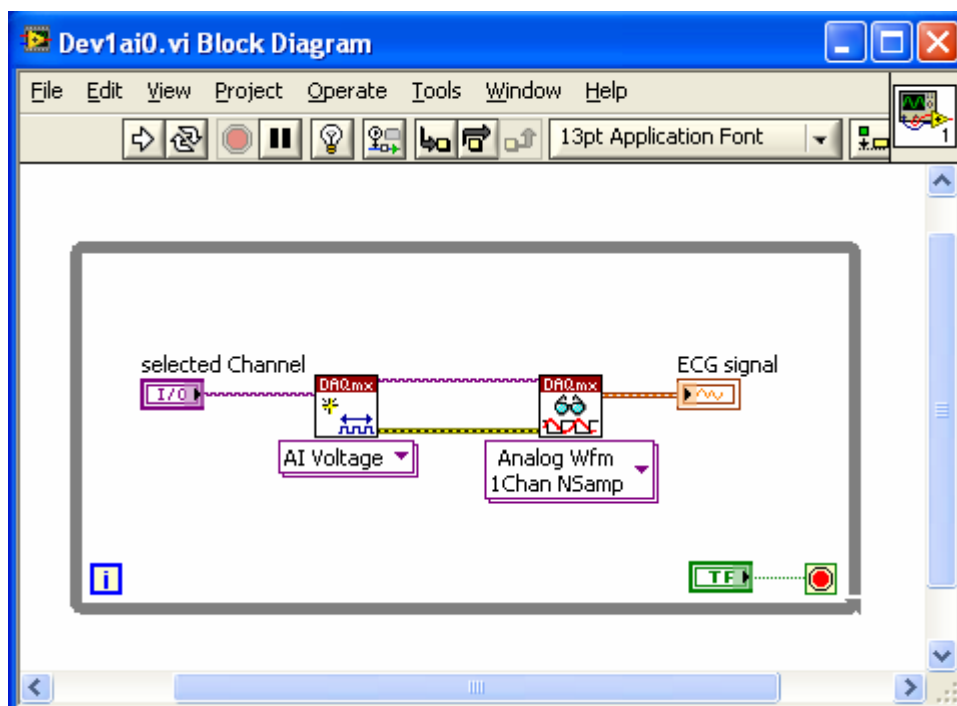 Dev1ai0.vi Block Diagram
File Edit View Project Operate Tools Window Help
13pt Application Font
1
selected Channel
I/O
DAQmx
AI Voltage
DAQmx
Analog Wfm
1Chan NSamp
ECG signal
i
TF